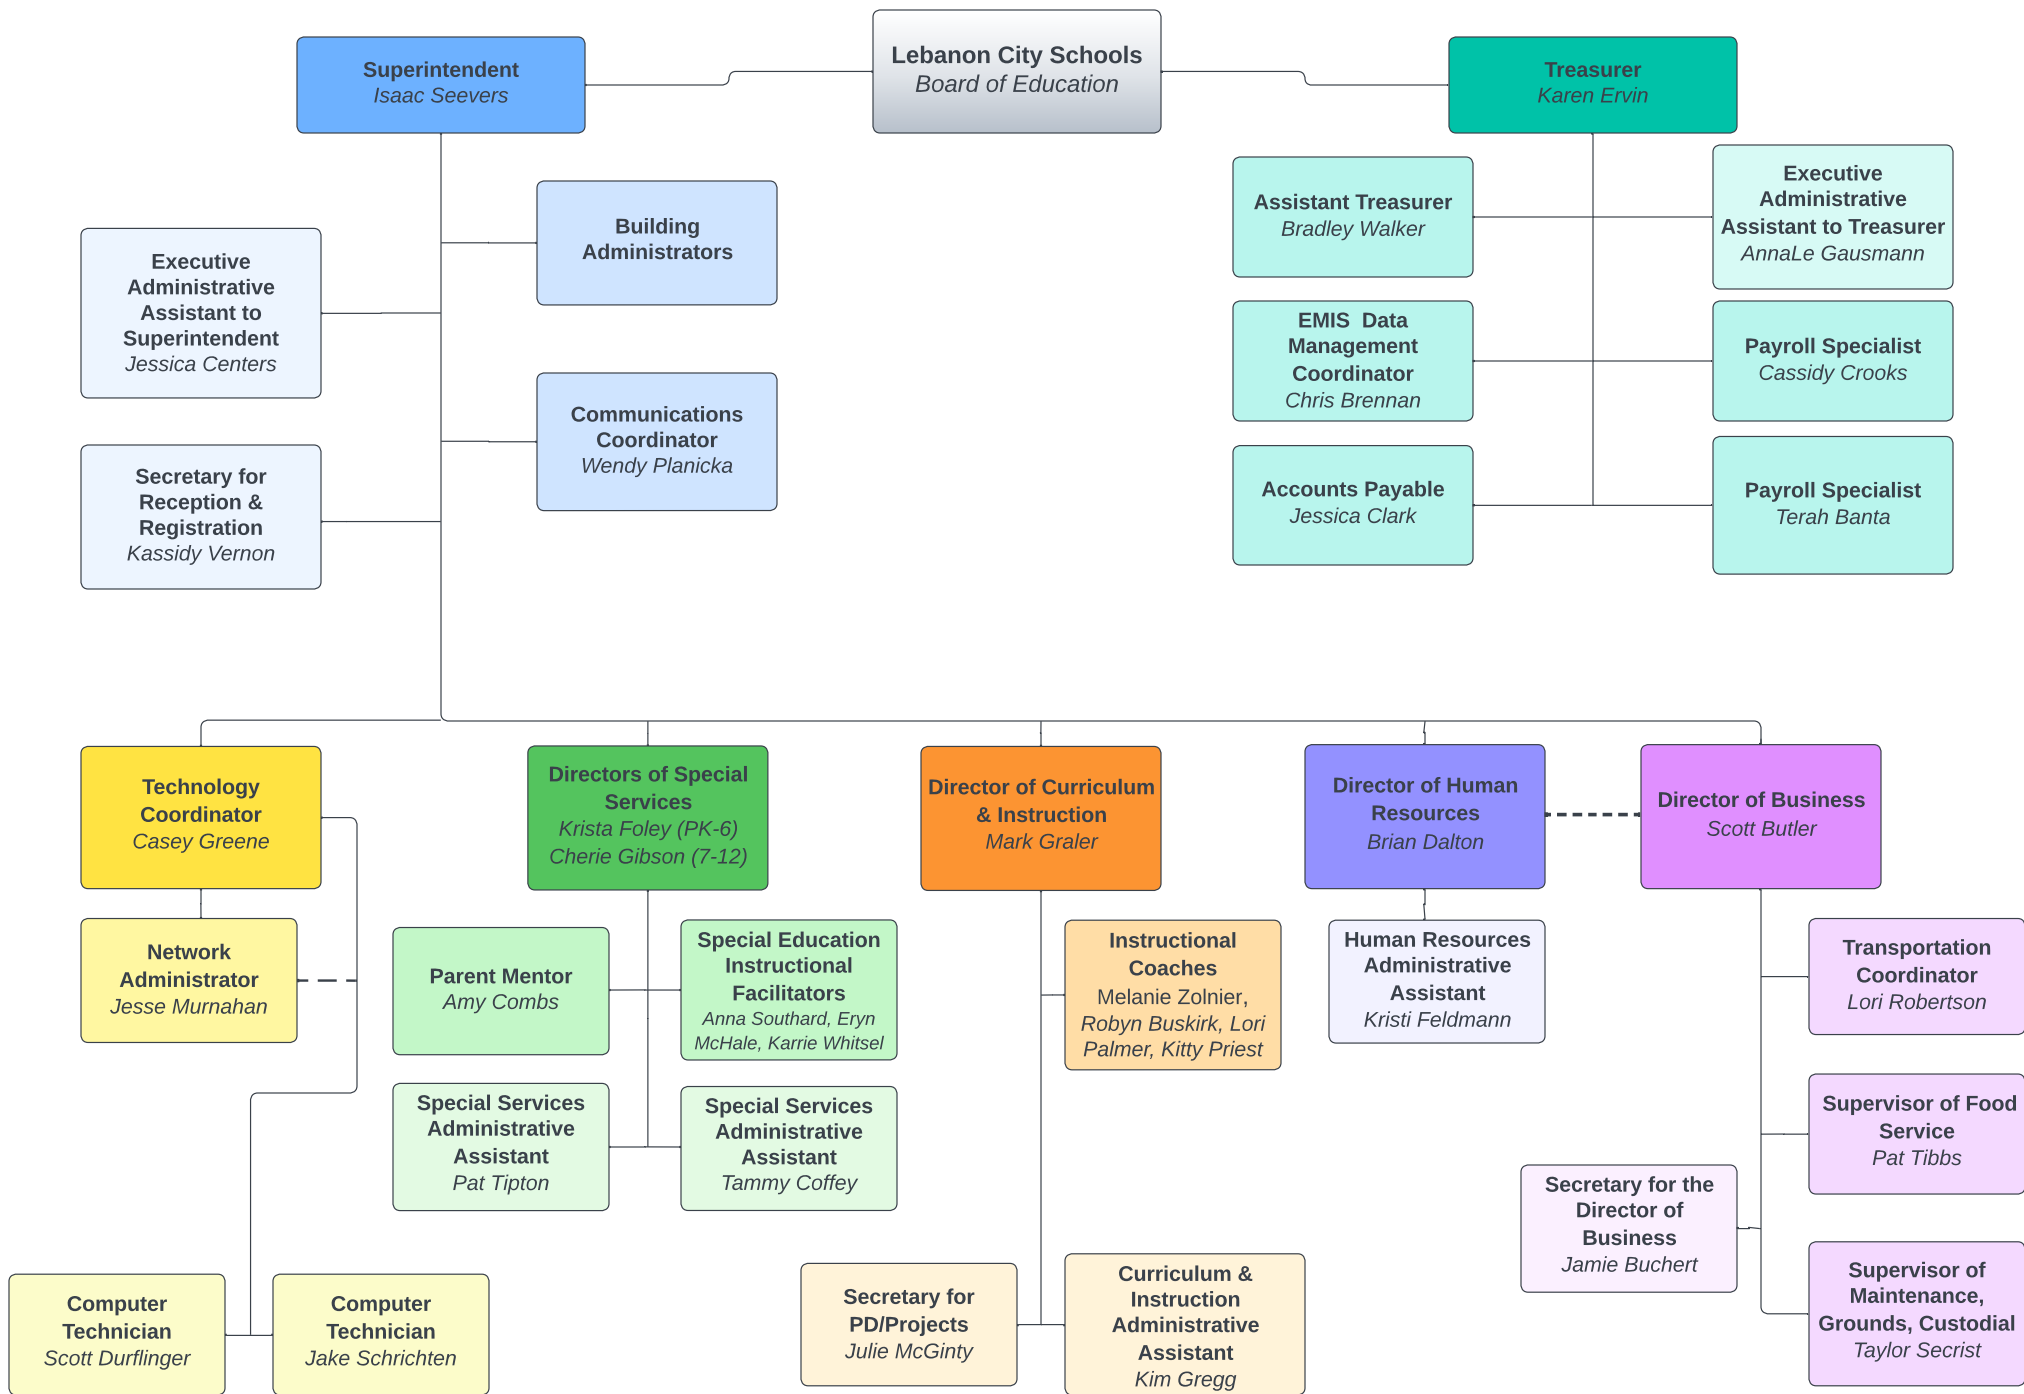 Lebanon City Schools
Board of Education
Superintendent
Isaac Seevers
Treasurer
Karen Ervin
Building
Administrators
Executive
Administrative
Assistant to
Superintendent
Jessica Centers
Communications
Coordinator
Wendy Planicka
Secretary for
Reception &
Registration
Kassidy Vernon
Assistant Treasurer
Bradley Walker
Executive
Administrative
Assistant to Treasurer
AnnaLe Gausmann
EMIS  Data
Management
Coordinator
Chris Brennan
Payroll Specialist
Cassidy Crooks
Accounts Payable
Jessica Clark
Payroll Specialist
Terah Banta
Technology
Coordinator
Casey Greene
Directors of Special
Services
Krista Foley (PK-6)
Cherie Gibson (7-12)
Director of Curriculum
& Instruction
Mark Graler
Director of Human
Resources
Brian Dalton
Director of Business
Scott Butler
Network
Administrator
Jesse Murnahan
Parent Mentor
Amy Combs
Special Education
Instructional
Facilitators
Anna Southard, Eryn
McHale, Karrie Whitsel
Instructional
Coaches
Melanie Zolnier,
Robyn Buskirk, Lori
Palmer, Kitty Priest
Human Resources
Administrative
Assistant
Kristi Feldmann
Transportation
Coordinator
Lori Robertson
Special Services
Administrative
Assistant
Pat Tipton
Special Services
Administrative
Assistant
Tammy Coffey
Supervisor of Food
Service
Pat Tibbs
Secretary for the
Director of
Business
Jamie Buchert
Computer
Technician
Scott Durflinger
Computer
Technician
Jake Schrichten
Secretary for
PD/Projects
Julie McGinty
Curriculum &
Instruction
Administrative
Assistant
Kim Gregg
Supervisor of
Maintenance,
Grounds, Custodial
Taylor Secrist